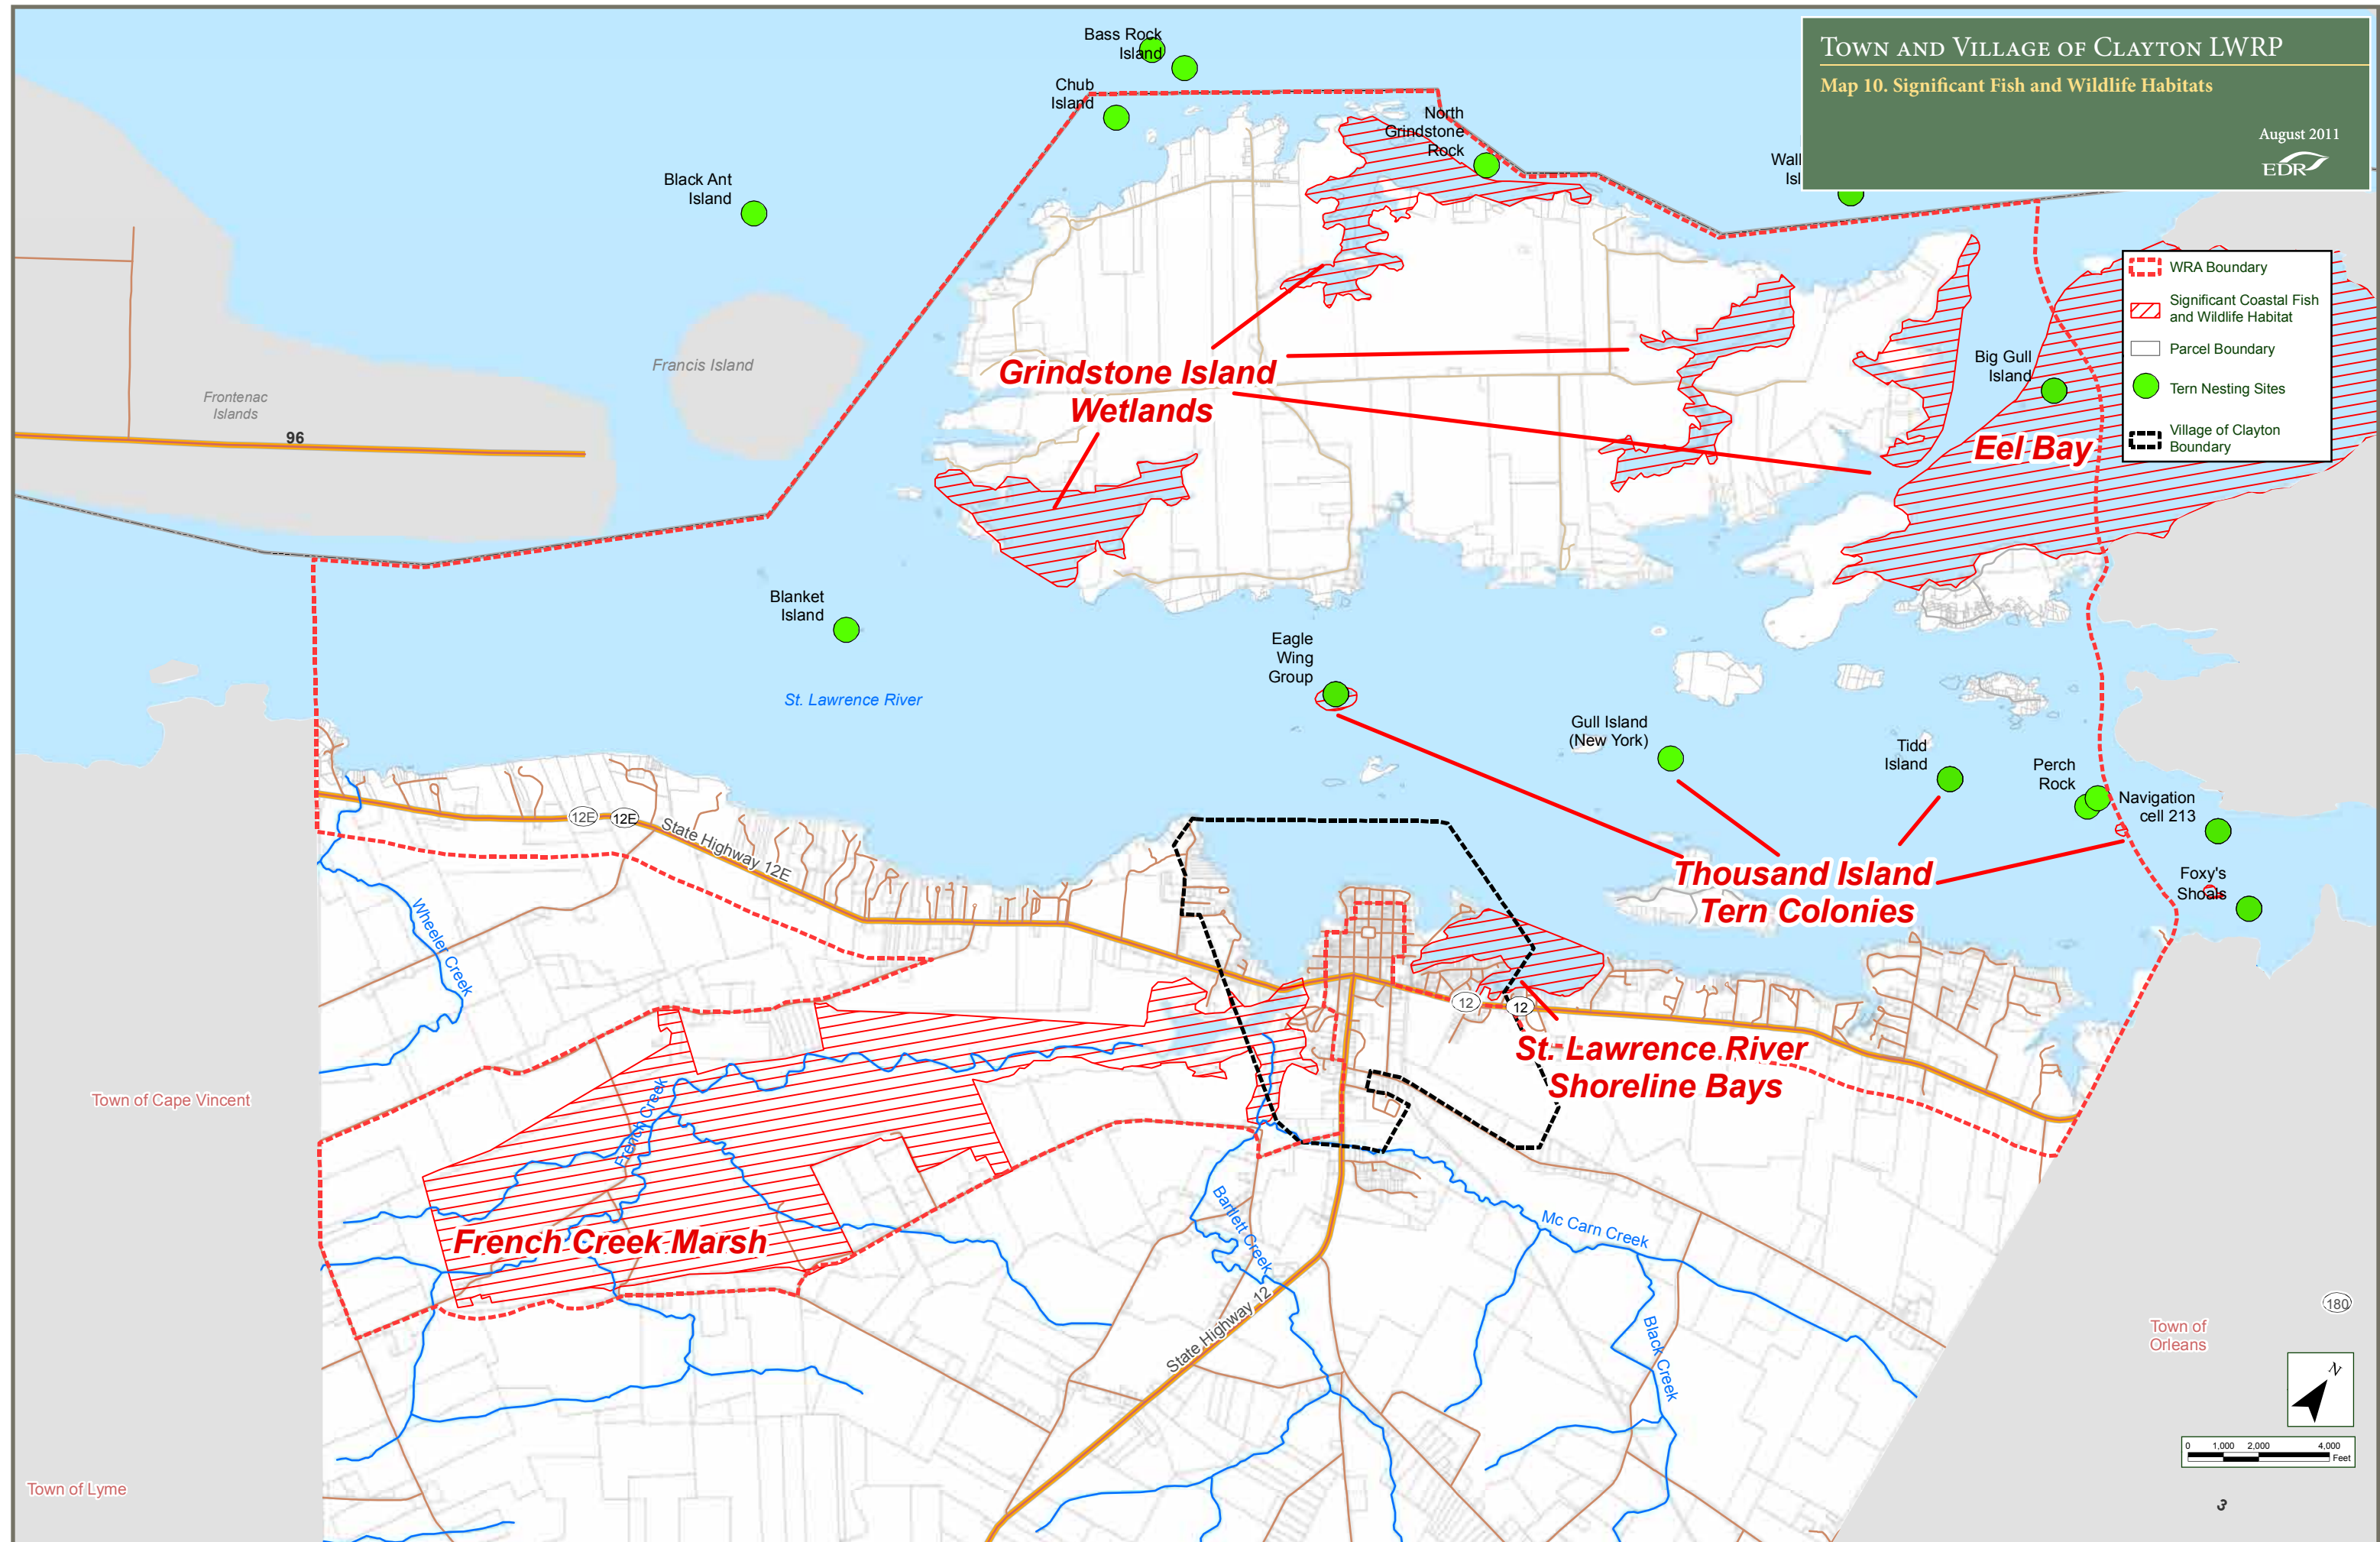 TOWN AND VILLAGE OF CLAYTON LWRP
Map 10. Significant Fish and Wildlife Habitats
August 2011
EDR
Bass Rock
Island
Chub
Island
North
Grindstone
Rock
Wall
Isl
Black Ant
Island
WRA Boundary
Significant Coastal Fish
and Wildlife Habitat
Parcel Boundary
Tern Nesting Sites
Village of Clayton
Boundary
Francis Island
Frontenac
Islands
96
Grindstone Island
Wetlands
Big Gull
Island
Eel Bay
Blanket
Island
Eagle
Wing
Group
St. Lawrence River
Gull Island
(New York)
Tidd
Island
Perch
Rock
Navigation
cell 213
Foxy's
Shoals
12E
12E
State Highway 12E
Thousand Island
Tern Colonies
Wheeler Creek
12
12
St. Lawrence River
Shoreline Bays
Town of Cape Vincent
French Creek
French Creek Marsh
Bartlett Creek
Mc Carn Creek
Black Creek
State Highway 12
180
Town of
Orleans
N
0 1,000 2,000 4,000
Feet
Town of Lyme
3